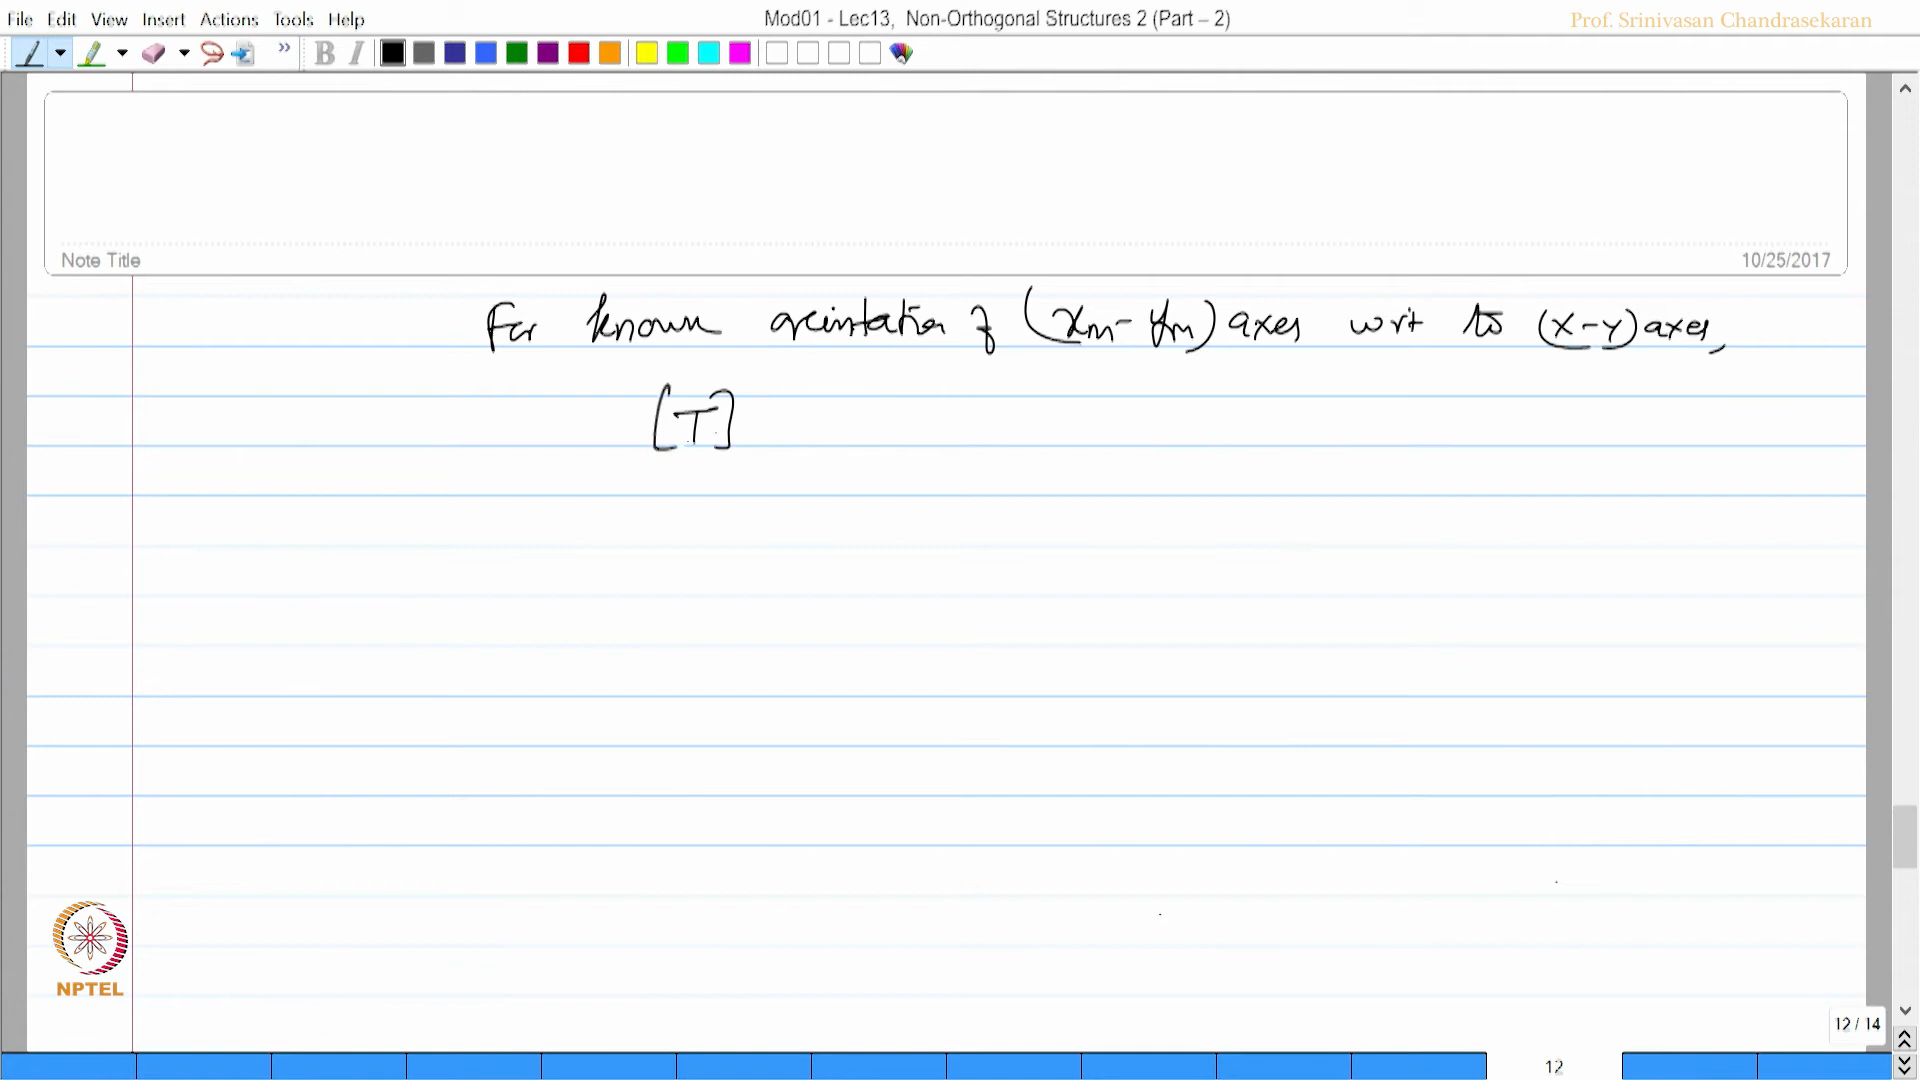 File Edit View Insert Actions Tools Help
Mod01 - Lec13, Non-Orthogonal Structures 2 (Part – 2)
Prof. Srinivasan Chandrasekaran
B I
Note Title
10/25/2017
For known orientation of (xm - ym) axes wrt to (x-y) axes,
[T]
NPTEL
12 / 14
12